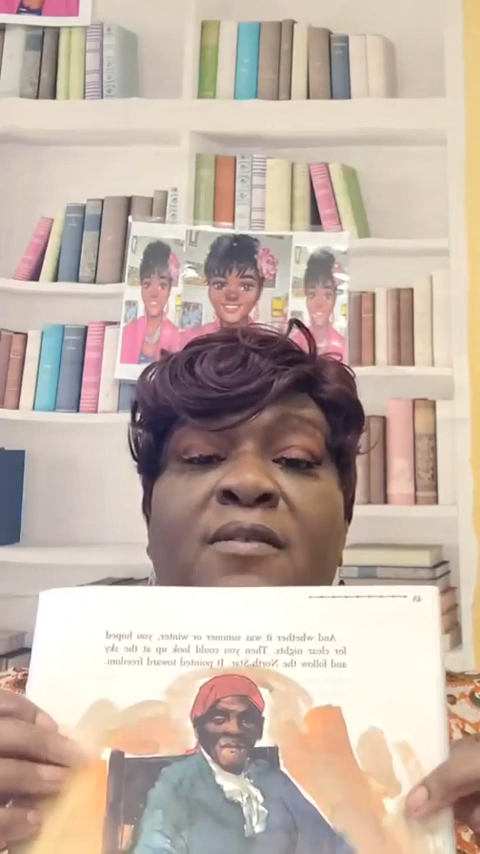 48
And whether it was summer or winter, you hoped
for clear nights. Then you could look up at the sky
and follow the North Star. It pointed toward freedom.